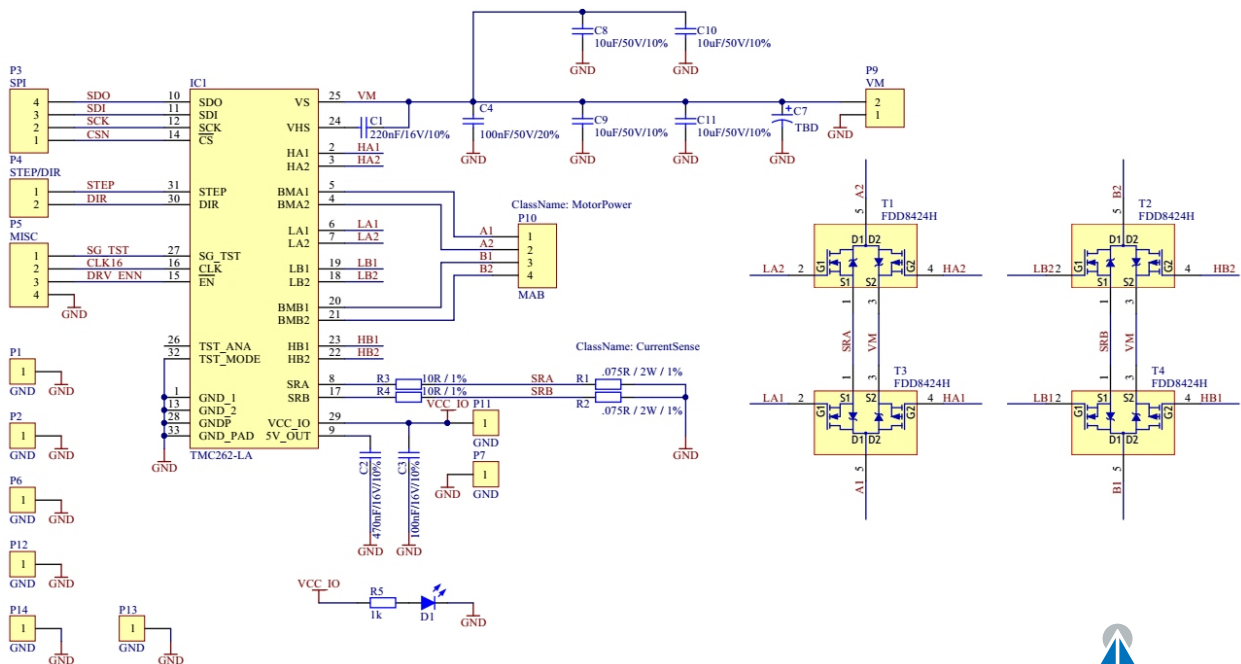 C8
10uF/50V/10%
GND
C10
10uF/50V/10%
GND
P3
SPI
4
3
2
1
SDO
SDI
SCK
CSN
10
11
12
14
IC1
SDO
SDI
SCK
CS
VS
VHS
25
24
VM
C1
220nF/16V/10%
C4
100nF/50V/20%
GND
C9
10uF/50V/10%
GND
C11
10uF/50V/10%
GND
+
C7
TBD
GND
P9
VM
2
1
GND
HA1
HA2
2
3
HA1
HA2
P4
STEP/DIR
1
2
STEP
DIR
31
30
STEP
DIR
BMA1
BMA2
5
4
LA1
LA2
6
7
LA1
LA2
ClassName: MotorPower
P10
A1
A2
B1
B2
1
2
3
4
MAB
P5
MISC
1
2
3
4
SG_TST
CLK16
DRV_ENN
GND
27
16
15
SG_TST
CLK
EN
LB1
LB2
19
18
LB1
LB2
BMB1
BMB2
20
21
TST_ANA
TST_MODE
26
32
HB1
HB2
23
22
HB1
HB2
SRA
SRB
8
17
R3
R4
10R / 1%
10R / 1%
SRA
SRB
ClassName: CurrentSense
R1
.075R / 2W / 1%
R2
.075R / 2W / 1%
GND
GND_1
GND_2
GNDP
GND_PAD
1
13
28
33
GND
TMC262-LA
VCC_IO
5V_OUT
29
9
VCC_IO
P11
1
GND
P7
1
GND
GND
C2
470nF/16V/10%
GND
C3
100nF/16V/10%
GND
P1
1
GND
GND
P2
1
GND
GND
P6
1
GND
GND
P12
1
GND
GND
P14
1
GND
GND
P13
1
GND
GND
VCC_IO
R5
1k
D1
GND
A2
5
T1
FDD8424H
D1 D2
G1
G2
S1
S2
LA2
2
4
HA2
1
3
SRA
VM
1
3
T3
FDD8424H
S1
S2
G1
G2
D1 D2
LA1
2
4
HA1
5
A1
B2
5
T2
FDD8424H
D1 D2
G1
G2
S1
S2
LB2
2
4
HB2
1
3
SRB
VM
1
3
T4
FDD8424H
S1
S2
G1
G2
D1 D2
LB1
2
4
HB1
5
B1